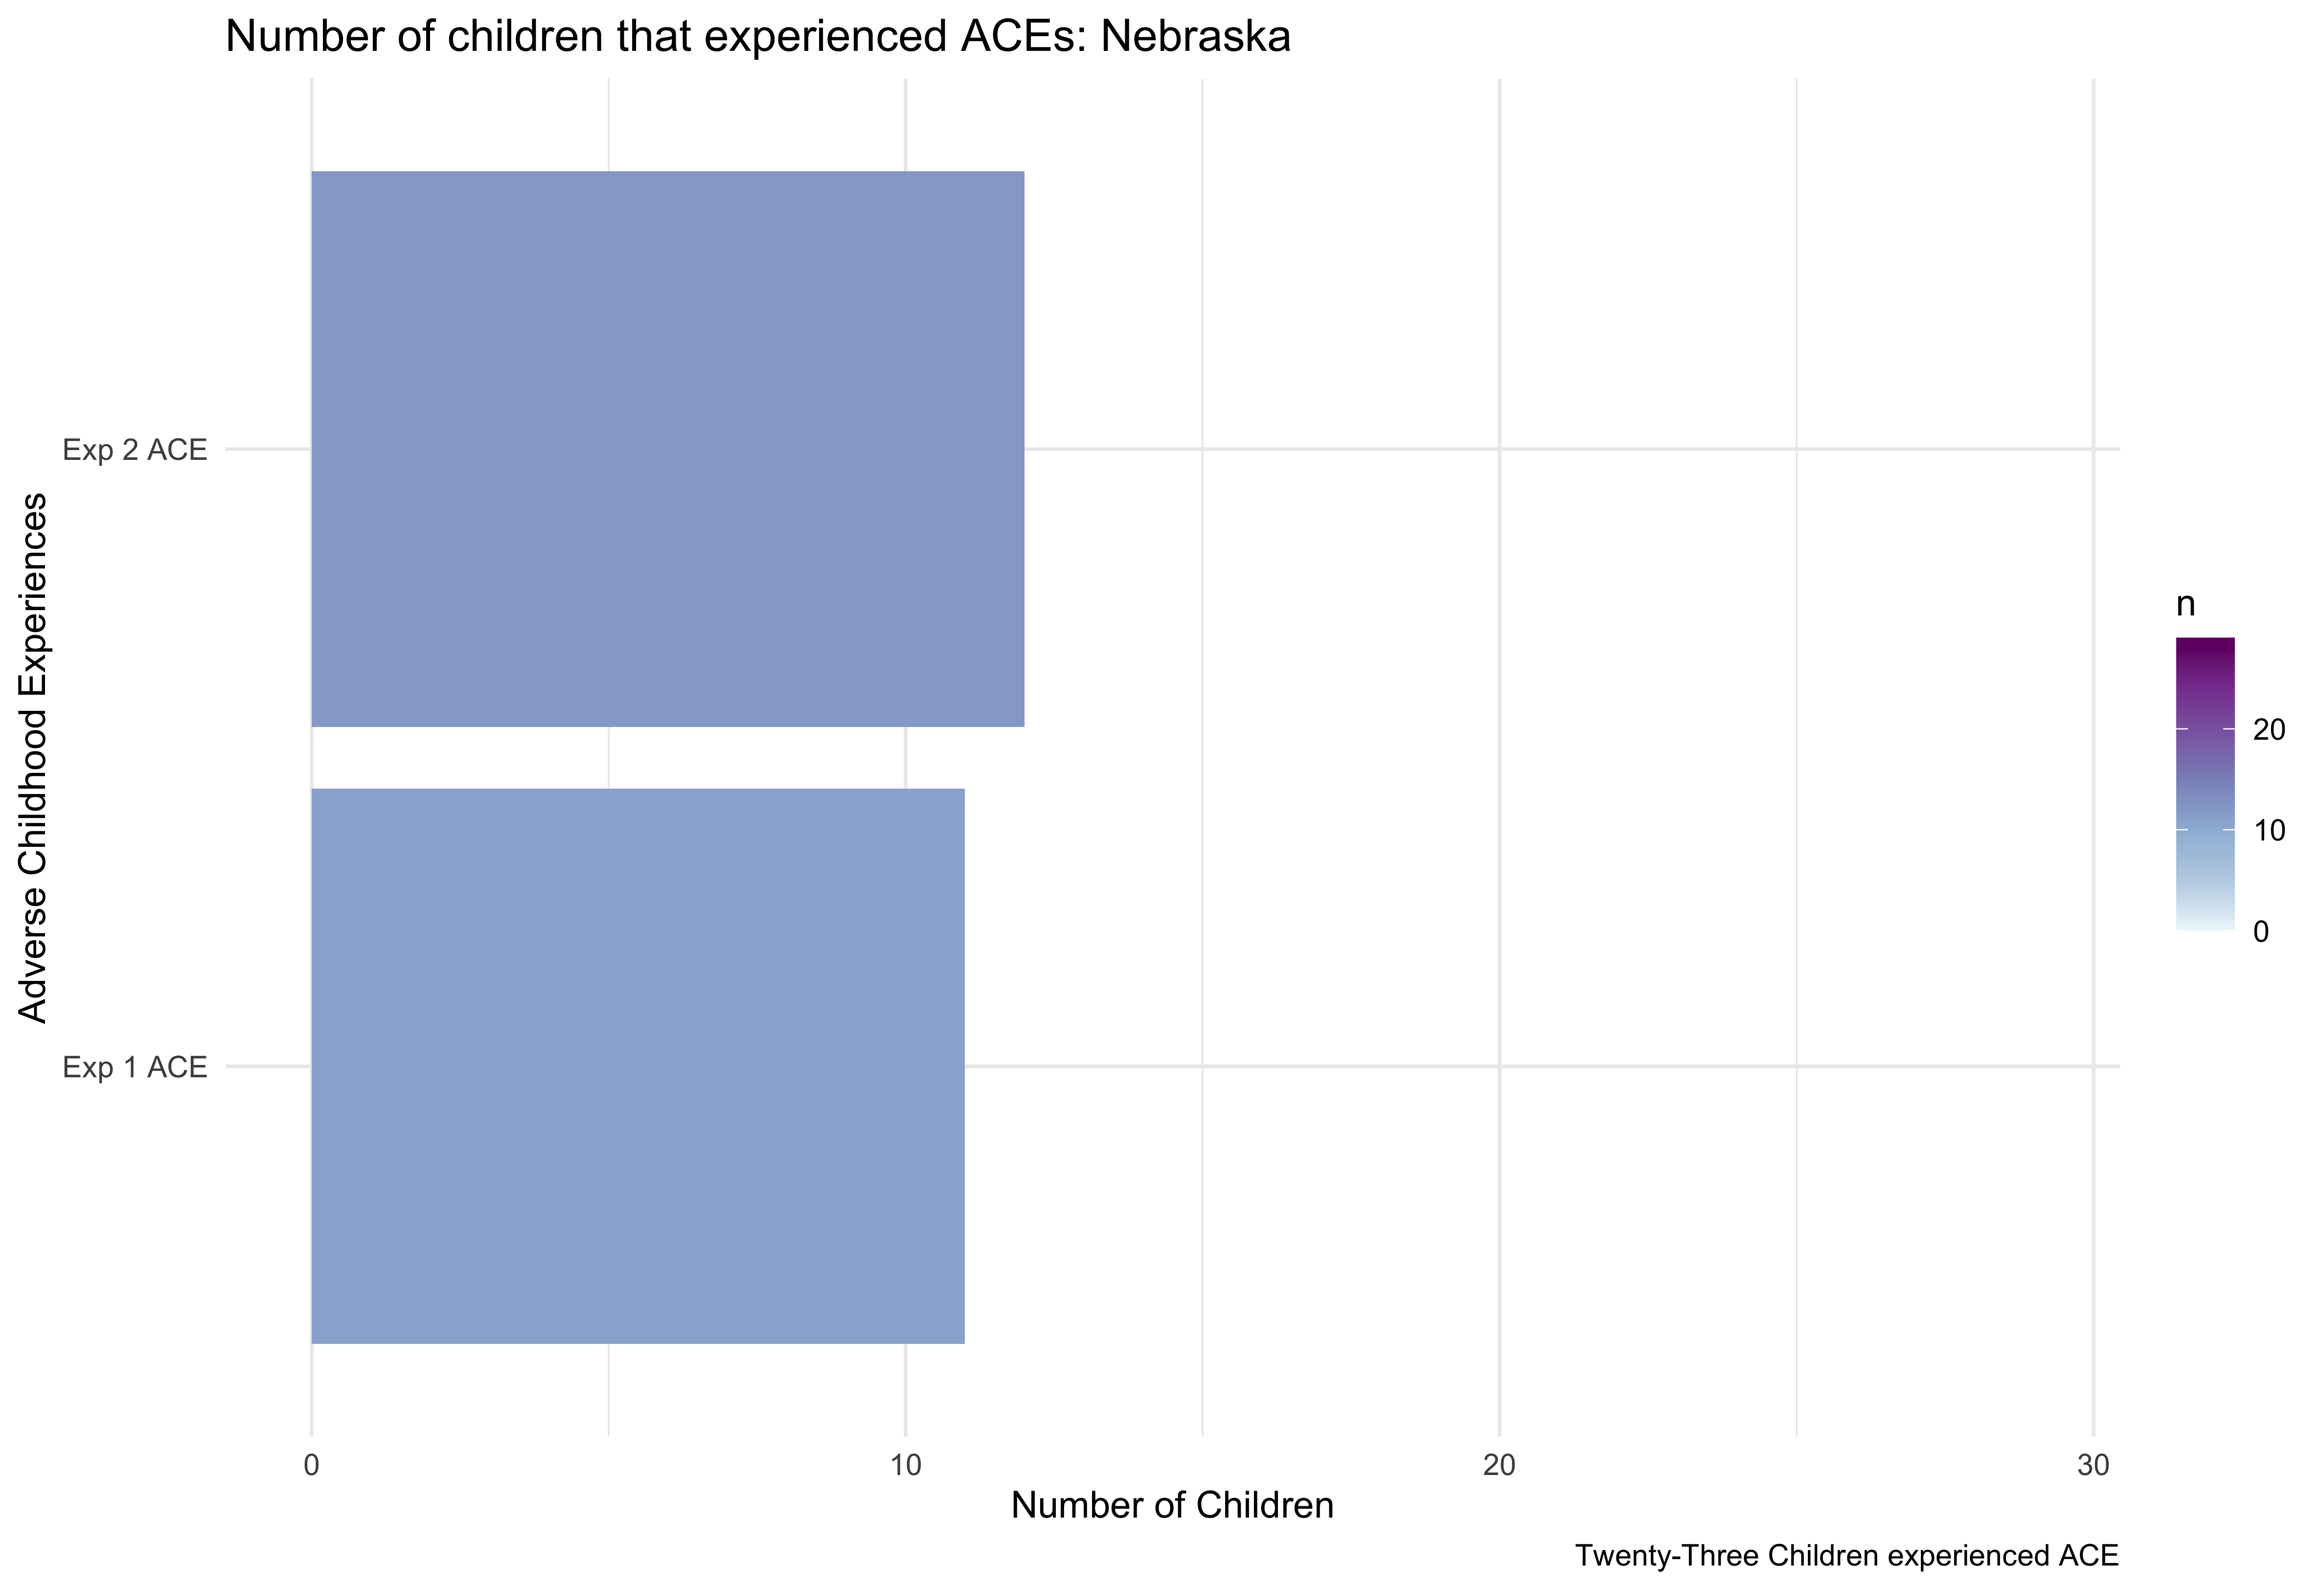 Number of children that experienced ACEs: Nebraska
Adverse Childhood Experiences
Exp 2 ACE
Exp 1 ACE
n
20
10
0
0
10
20
30
Number of Children
Twenty-Three Children experienced ACE